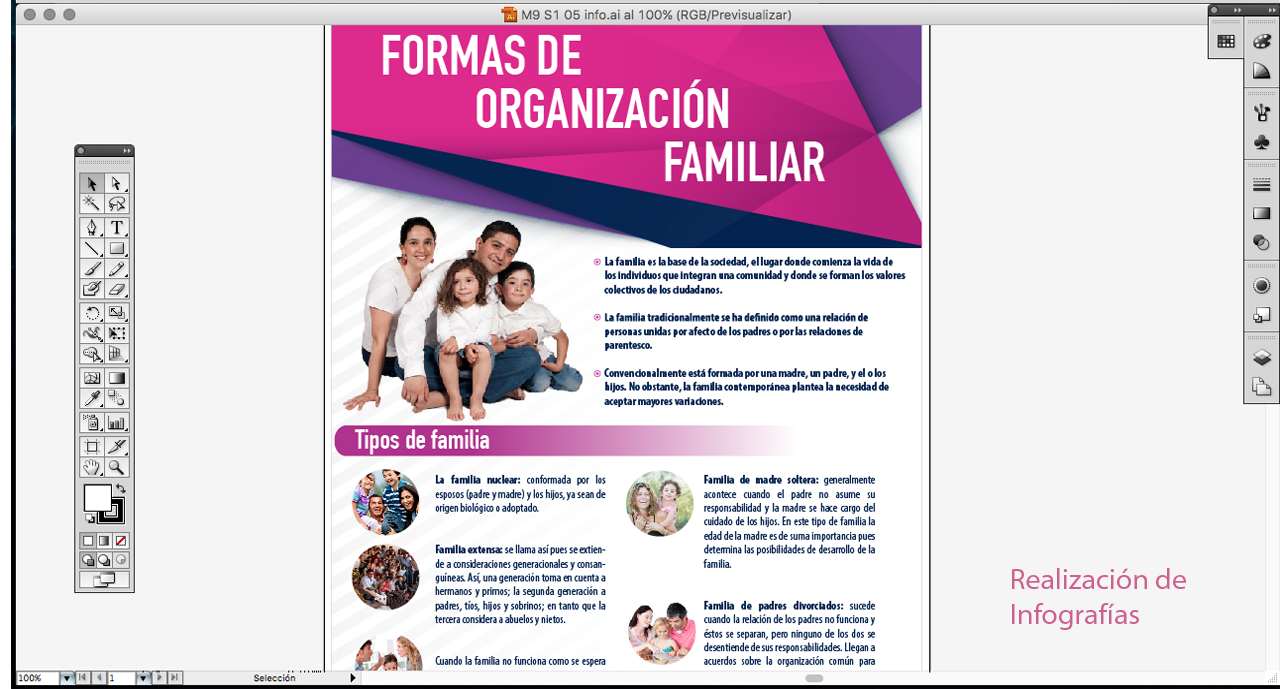 M9 S1 05 info.ai al 100% (RGB/Previsualizar)
FORMAS DE
ORGANIZACIÓN
FAMILIAR
La familia es la base de la sociedad, el lugar donde comienza la vida de
los individuos que integran una comunidad y donde se forman los valores
colectivos de los ciudadanos.
La familia tradicionalmente se ha definido como una relación de
personas unidas por afecto de los padres o por las relaciones de
parentesco.
Convencionalmente está formada por una madre, un padre, y el o los
hijos. No obstante, la familia contemporánea plantea la necesidad de
aceptar mayores variaciones.
Tipos de familia
La familia nuclear: conformada por los
esposos (padre y madre) y los hijos, ya sean de
origen biológico o adoptado.
Familia extensa: se llama así pues se extien-
de a consideraciones generacionales y consan-
guíneas. Así, una generación toma en cuenta a
hermanos y primos; la segunda generación a
padres, tíos, hijos y sobrinos; en tanto que la
tercera considera a abuelos y nietos.
Cuando la familia no funciona como se espera
Familia de madre soltera: generalmente
acontece cuando el padre no asume su
responsabilidad y la madre se hace cargo del
cuidado de los hijos. En este tipo de familia la
edad de la madre es de suma importancia pues
determina las posibilidades de desarrollo de la
familia.
Familia de padres divorciados: sucede
cuando la relación de los padres no funciona y
éstos se separan, pero ninguno de los dos se
desentiende de sus responsabilidades. Llegan a
acuerdos sobre la organización común para
Realización de
Infografías
100%
1
Selección